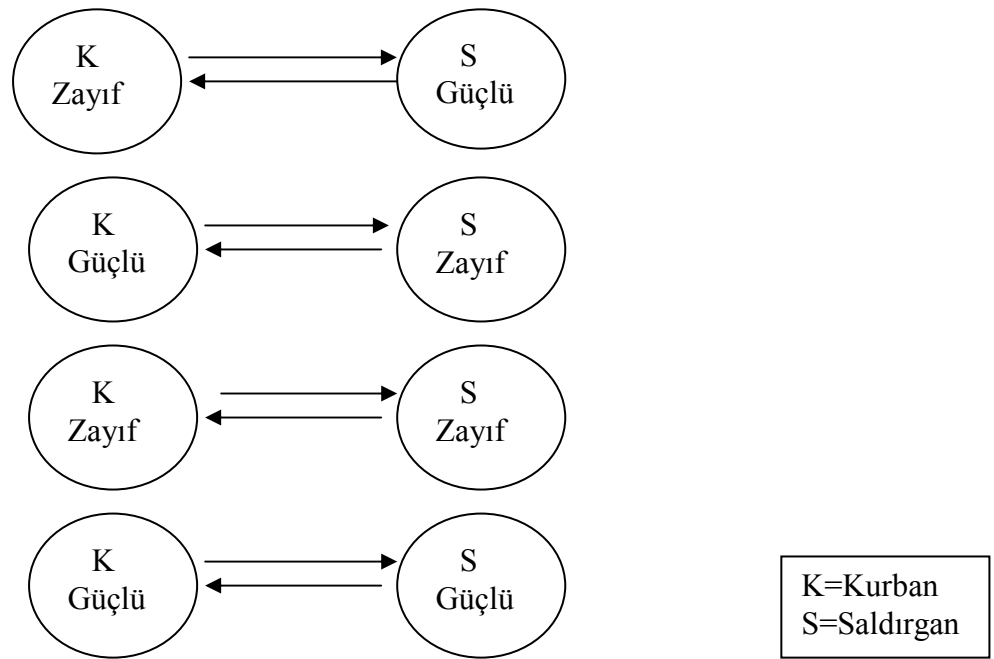 K
Zayıf
S
Güçlü
K
Güçlü
S
Zayıf
K
Zayıf
S
Zayıf
K
Güçlü
S
Güçlü
K=Kurban
S=Saldırgan